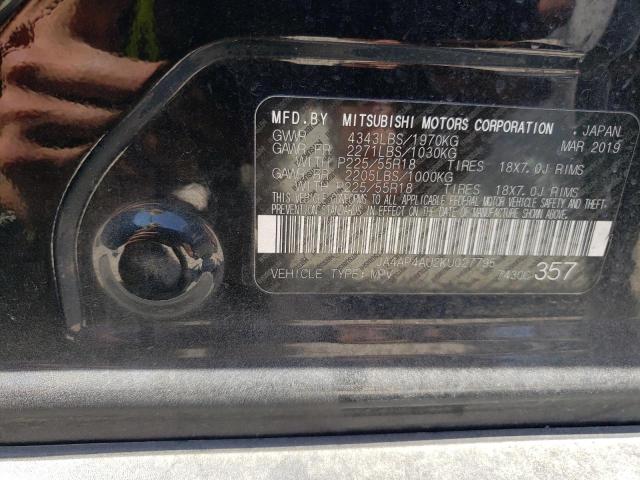 MFD.BY MITSUBISHI MOTORS CORPORATION , JAPAN
GVWR 4343LBS/1970KG MAR 2019
GAWR FR 2271LBS/1030KG
WITH P225/55R18 TIRES 18X7.0J RIMS
GAWR RR 2205LBS/1000KG
WITH P225/55R18 TIRES 18X7.0J RIMS
THIS VEHICLE CONFORMS TO ALL APPLICABLE FEDERAL MOTOR VEHICLE SAFETY AND THEFT
PREVENTION STANDARDS IN EFFECT ON THE DATE OF MANUFACTURE SHOWN ABOVE.
JA4AP4AU2KU027795
VEHICLE TYPE: MPV 7430C 357